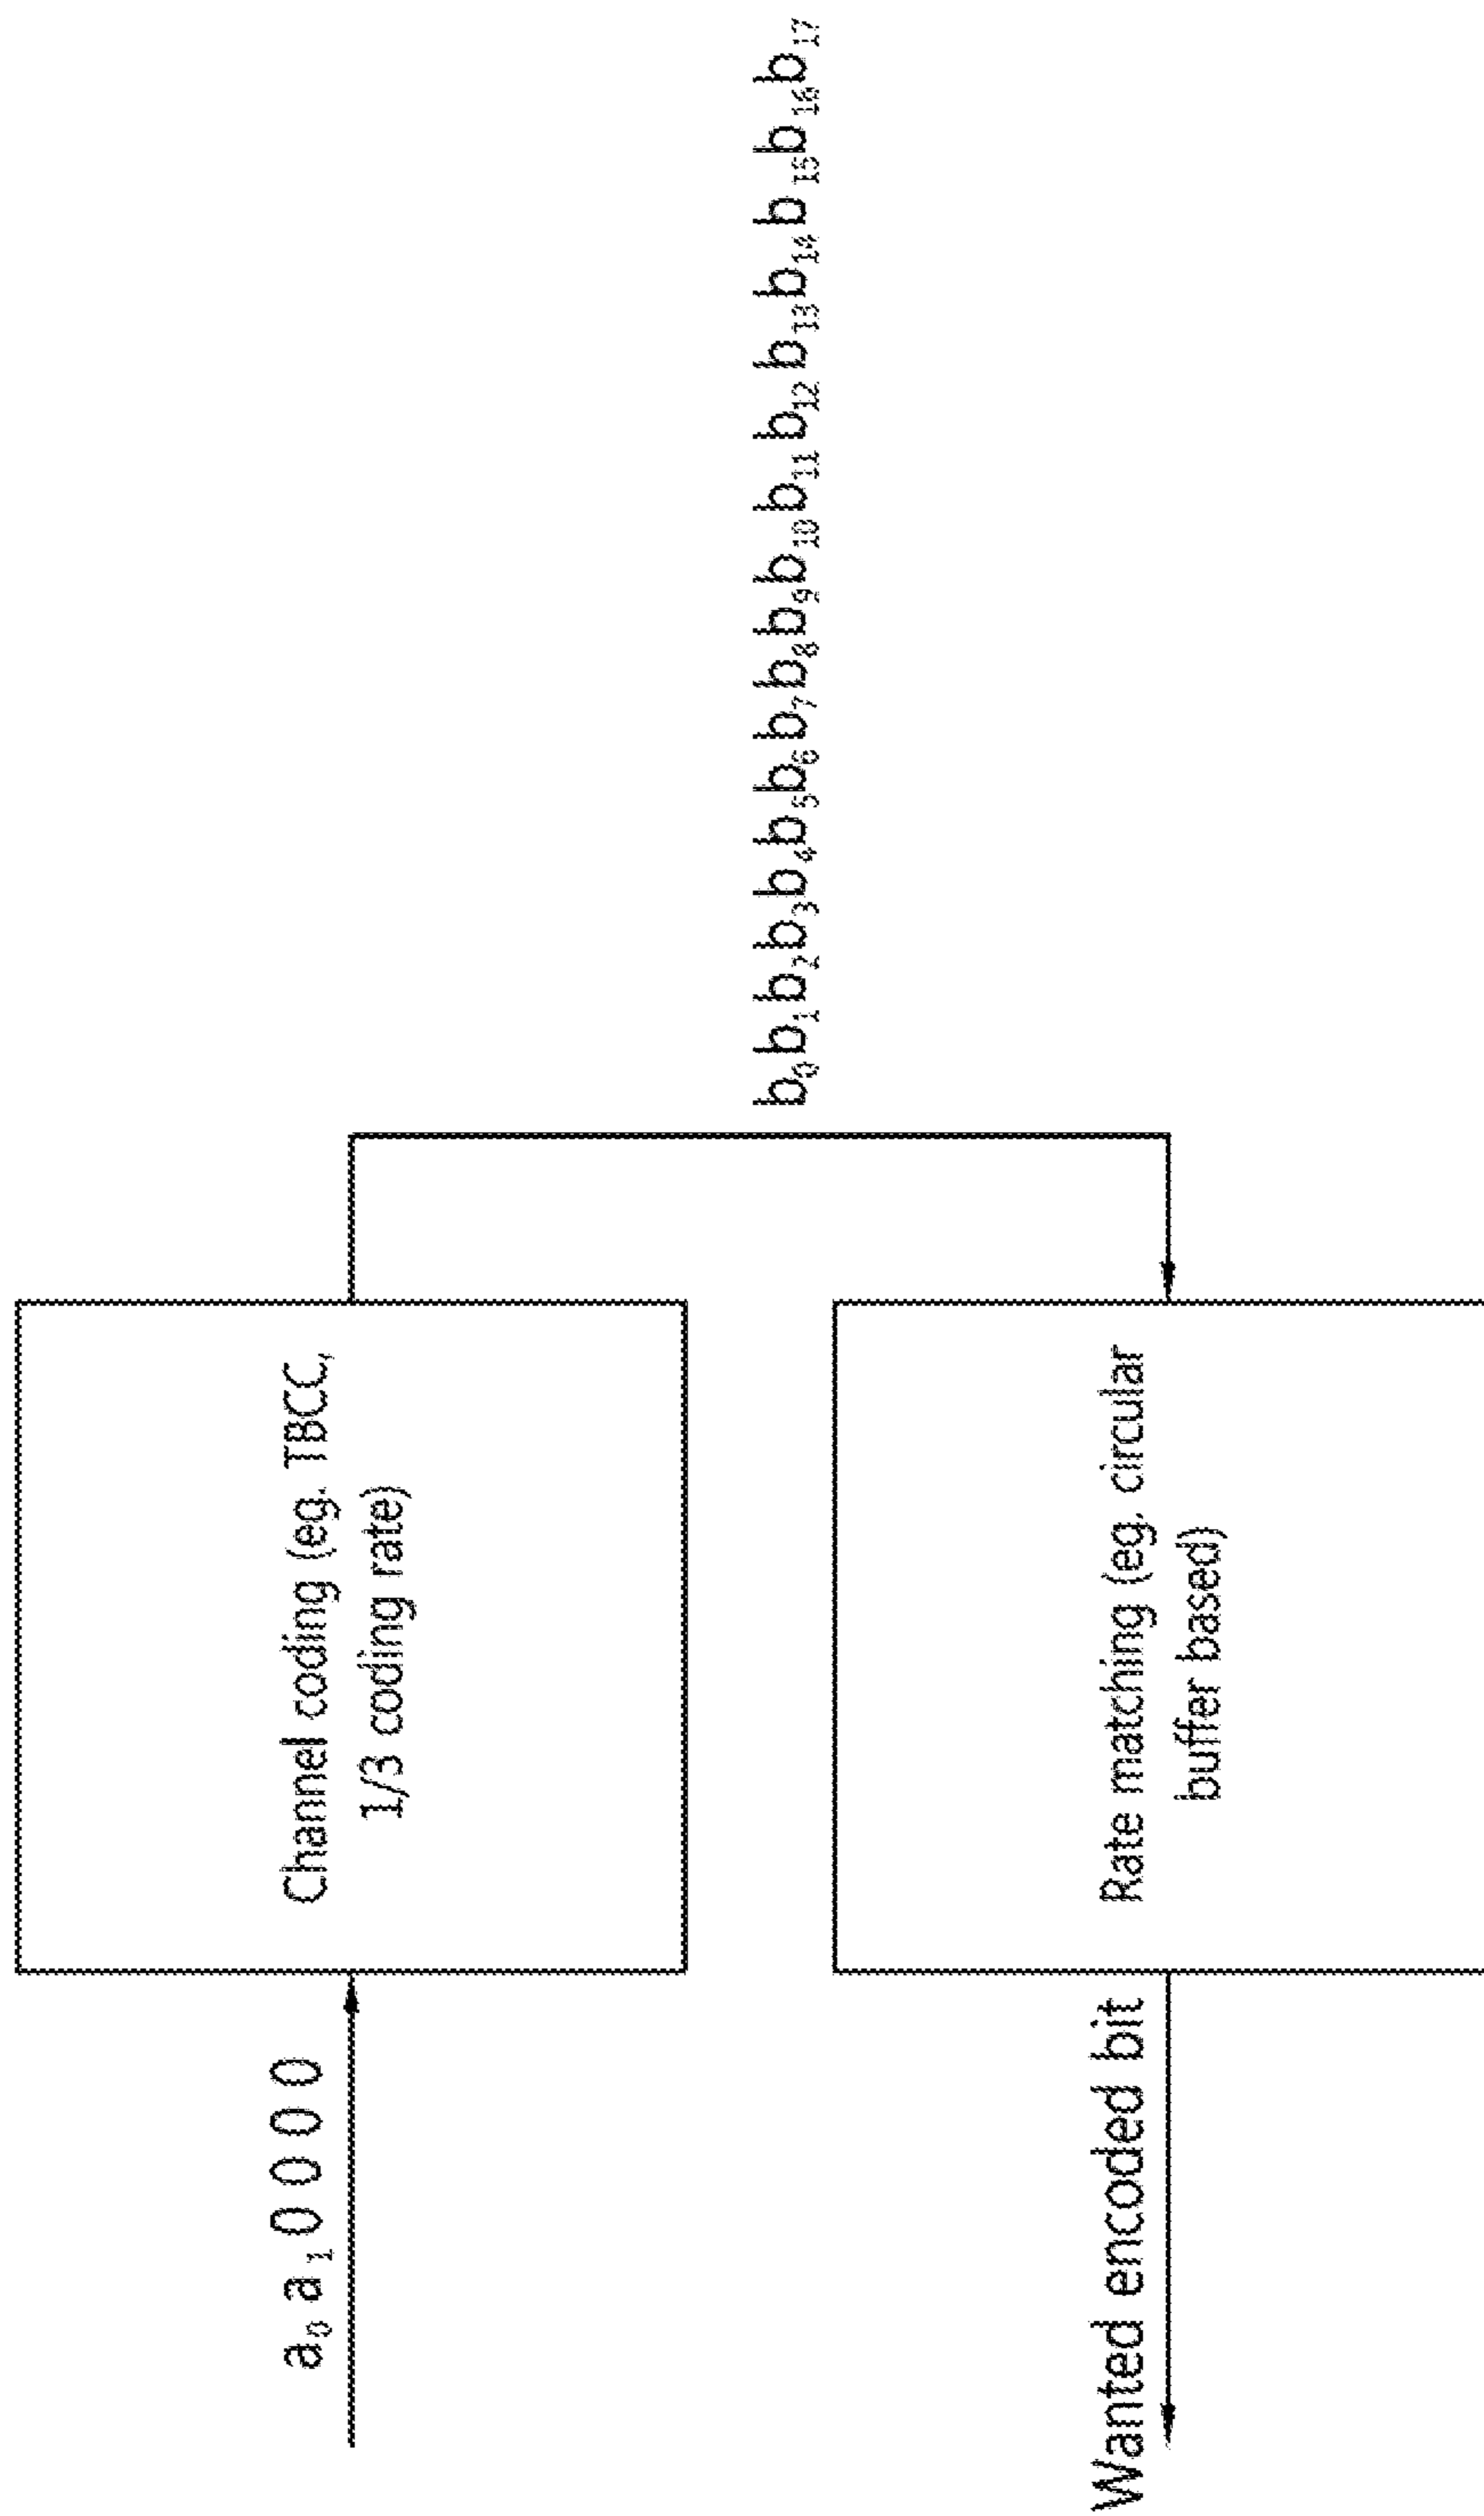 a₀ a₁ 0 0 0 0
Channel coding (eg. TBCC,
1/3 coding rate)
b₀b₁b₂b₃b₄b₅b₆b₇b₈b₉b₁₀b₁₁b₁₂b₁₃b₁₄b₁₅b₁₆b₁₇
Rate matching (eg. circular
buffer based)
Wanted encoded bit